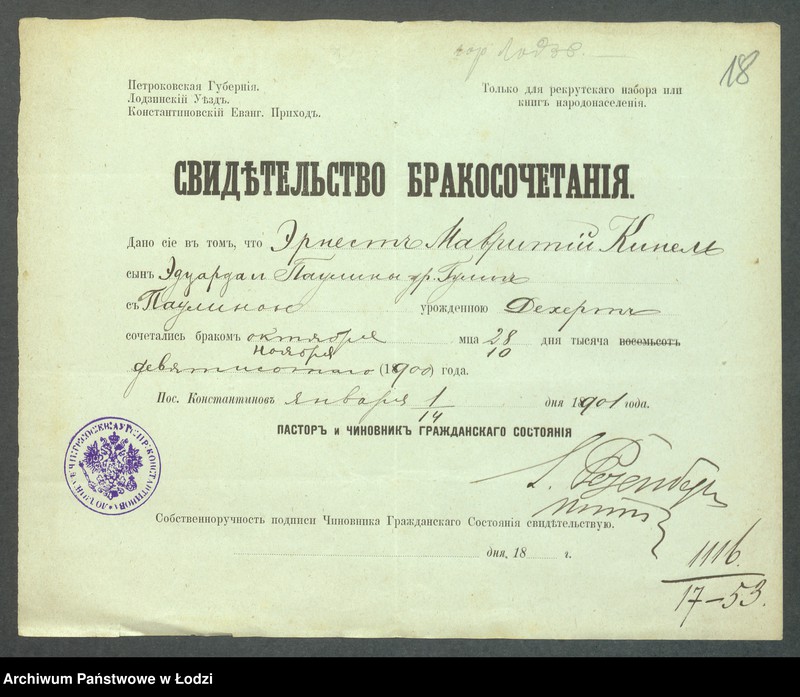 гор Лодзь.
18
Петроковская Губернія.
Лодзинскій Уѣздъ.
Константиновскій Еванг. Приходъ.
Только для рекрутскаго набора или
книгъ народонаселенія.
СВИДѢТЕЛЬСТВО БРАКОСОЧЕТАНІЯ.
Дано сіе въ томъ, что Эрнестъ Мавритій Кинель
сынъ Эдуарда и Паулины ур.
съ Паулиною урожденною Дехертъ
сочетались бракомъ октября мца 28 дня тысяча восемьсотъ
ноября 10
девятисотаго (1900) года.
Пос. Константиновъ января 1 дня 1901 года.
14
ПАСТОРЪ и ЧИНОВНИКЪ ГРАЖДАНСКАГО СОСТОЯНІЯ
Собственноручность подписи Чиновника Гражданскаго Состоянія свидѣтельствую.
дня, 18 г.
1116.
17-53.
Archiwum Państwowe w Łodzi